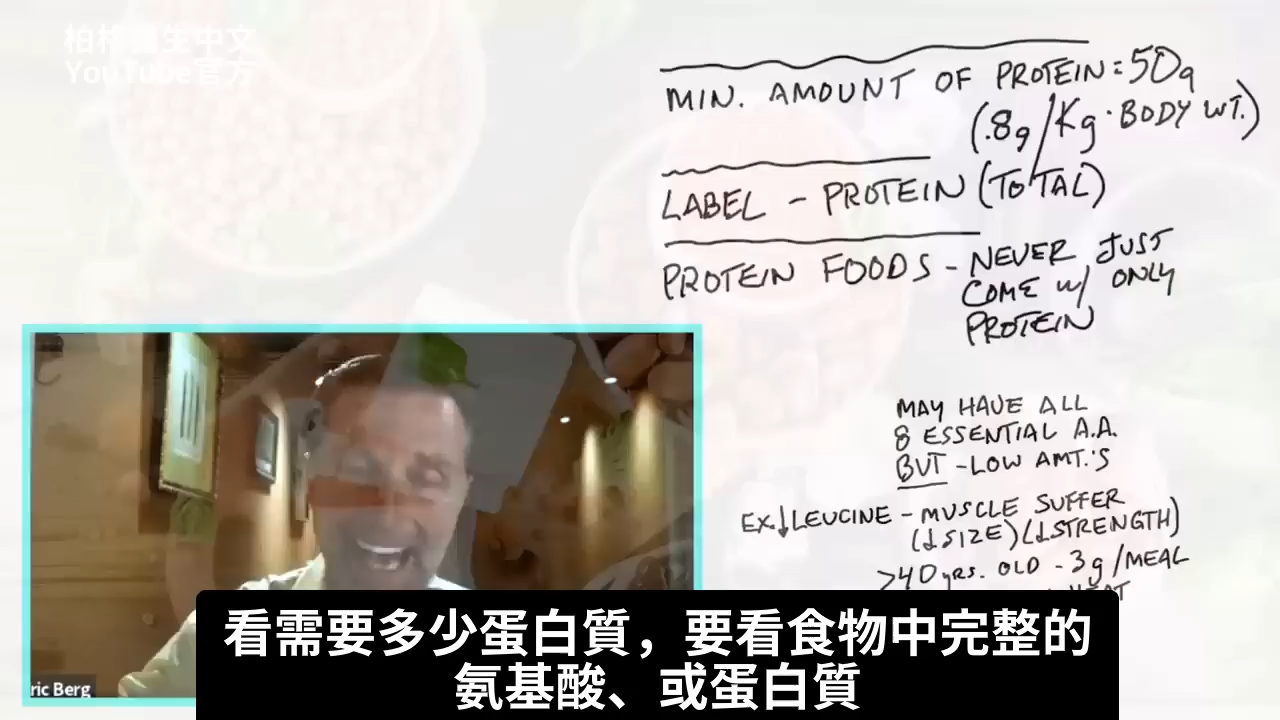 柏格醫生中文
YouTube官方
MIN. AMOUNT OF PROTEIN = 50g
(.8g/Kg·BODY WT.)
LABEL - PROTEIN (TOTAL)
PROTEIN FOODS - NEVER JUST
COME w/ ONLY
PROTEIN
MAY HAVE ALL
8 ESSENTIAL A.A.
BUT - LOW AMT.'S
EX.↓LEUCINE - MUSCLE SUFFER
(↓SIZE)(↓STRENGTH)
>40 yRS. OLD - 3g/MEAL
ric Berg
看需要多少蛋白質，要看食物中完整的
氨基酸、或蛋白質